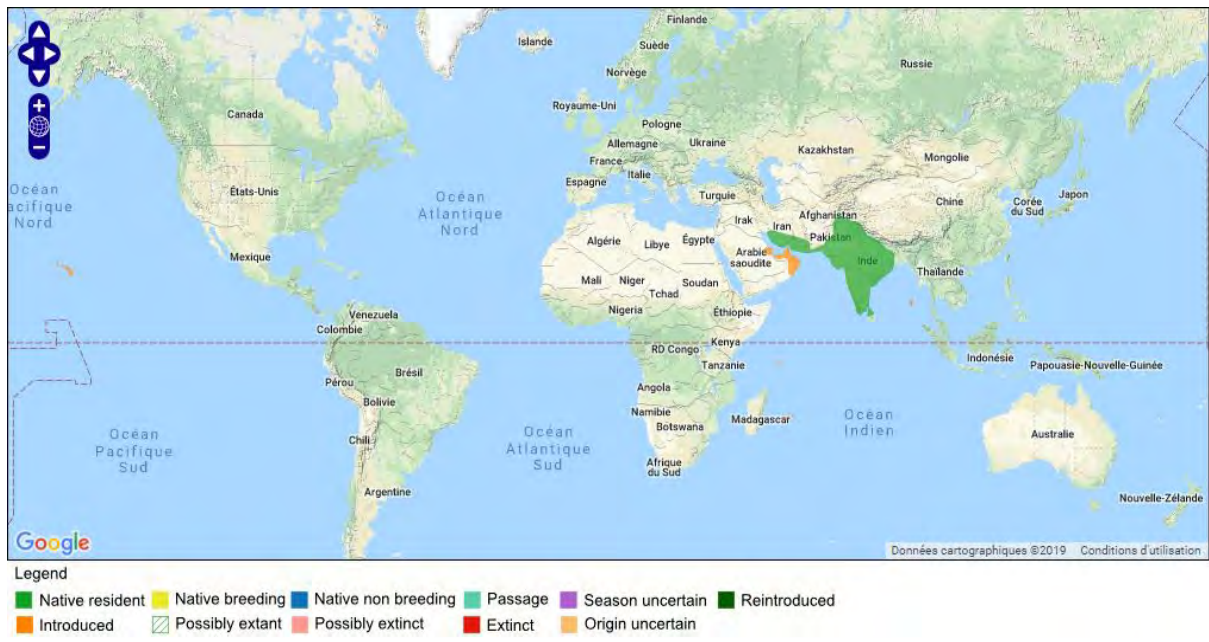 Finlande
Islande
Suède
Russie
Norvège
Canada
Royaume-Uni
Pologne
Allemagne
Ukraine
Kazakhstan
Mongolie
France
Italie
Espagne
Turquie
États-Unis
Océan
Atlantique
Nord
Océan
acifique
Nord
Chine
Corée
du Sud
Japon
Irak
Iran
Afghanistan
Pakistan
Algérie
Libye
Égypte
Arabie
saoudite
Inde
Mexique
Mali
Niger
Tchad
Soudan
Thaïlande
Nigeria
Éthiopie
Venezuela
Colombie
RD Congo
Kenya
Tanzanie
Indonésie
Papouasie-Nouvelle-Guinée
Pérou
Brésil
Angola
Bolivie
Namibie
Botswana
Madagascar
Océan
Indien
Océan
Pacifique
Sud
Chili
Océan
Atlantique
Sud
Australie
Afrique
du Sud
Argentine
Nouvelle-Zélande
Google
Données cartographiques ©2019 Conditions d'utilisation
Legend
Native resident Native breeding Native non breeding Passage Season uncertain Reintroduced
Introduced Possibly extant Possibly extinct Extinct Origin uncertain